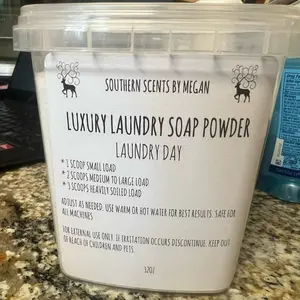 SOUTHERN SCENTS BY MEGAN
LUXURY LAUNDRY SOAP POWDER
LAUNDRY DAY
* 1 SCOOP SMALL LOAD
* 2 SCOOPS MEDIUM TO LARGE LOAD
* 3 SCOOPS HEAVILY SOILED LOAD
ADJUST AS NEEDED. USE WARM OR HOT WATER FOR BEST RESULTS. SAFE FOR
ALL MACHINES
FOR EXTERNAL USE ONLY. IF IRRITATION OCCURS DISCONTINUE. KEEP OUT
OF REACH OF CHILDREN AND PETS.
32OZ